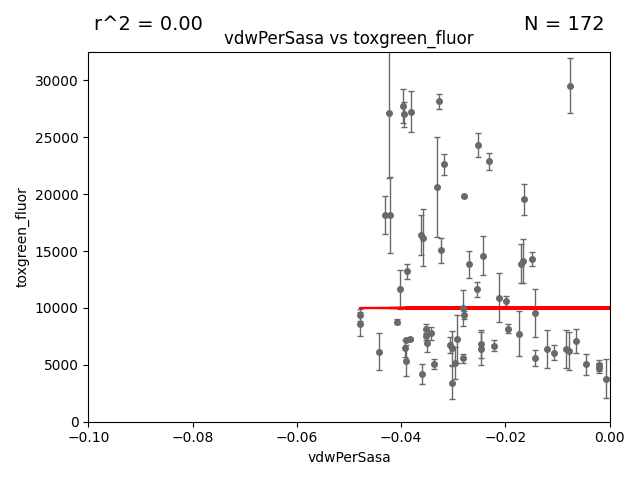 r^2 = 0.00
N = 172
vdwPerSasa vs toxgreen_fluor
toxgreen_fluor
30000
25000
20000
15000
10000
5000
0
−0.10
−0.08
−0.06
−0.04
−0.02
0.00
vdwPerSasa